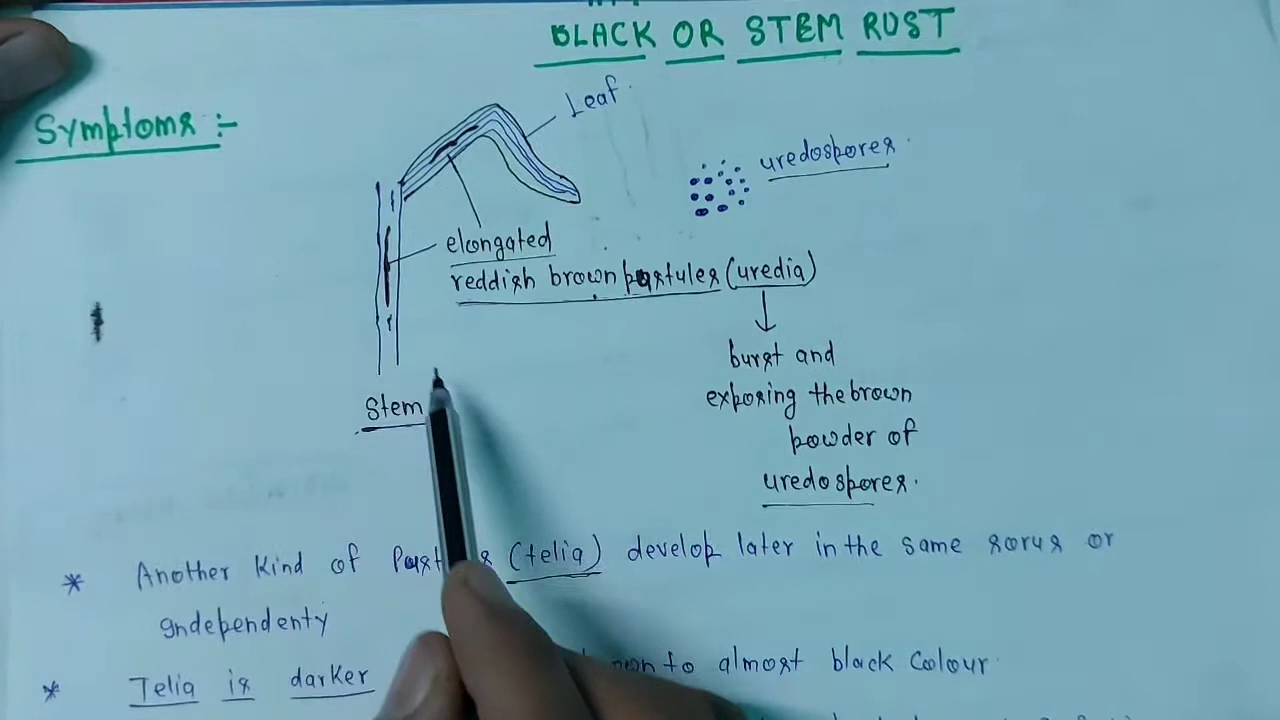 BLACK OR STEM RUST
Symptoms :-
Leaf
uredospores
elongated
reddish brown pustules (uredia)
burst and
exposing the brown
powder of
uredospores.
Stem
* Another kind of (telia) develop later in the same sorus or
independenty
* Telia is darker to almost black colour